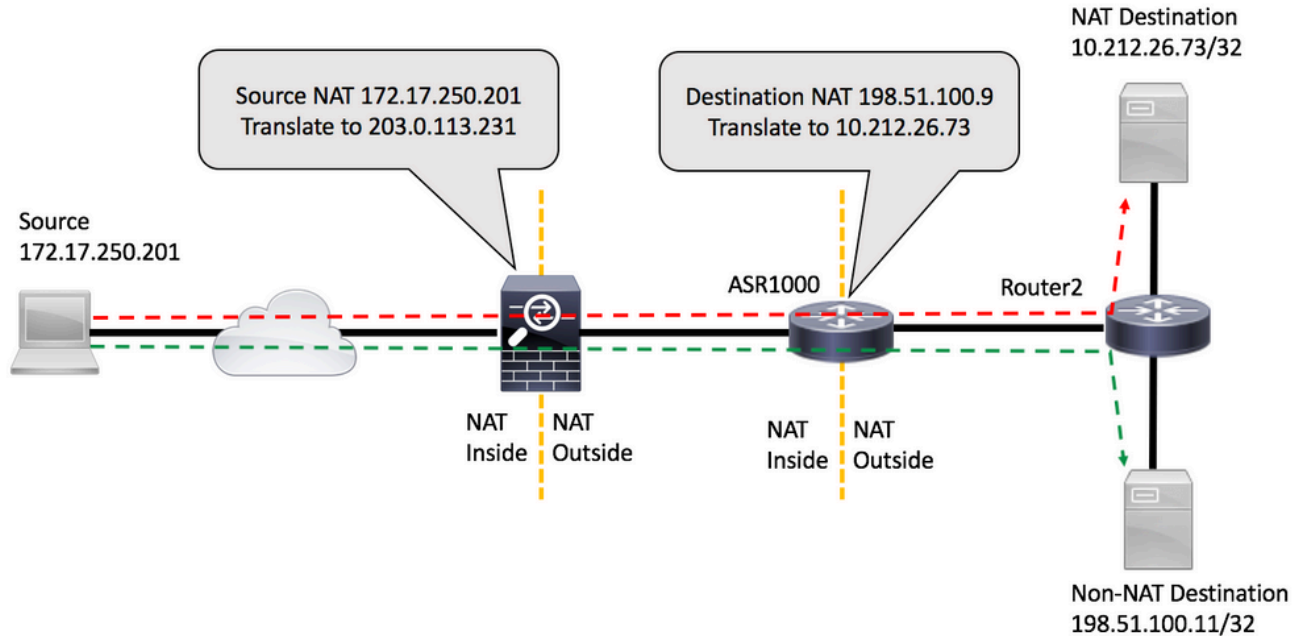 NAT Destination
10.212.26.73/32
Source NAT 172.17.250.201
Translate to 203.0.113.231
Destination NAT 198.51.100.9
Translate to 10.212.26.73
Source
172.17.250.201
ASR1000
Router2
NAT
Inside
NAT
Outside
NAT
Inside
NAT
Outside
Non-NAT Destination
198.51.100.11/32